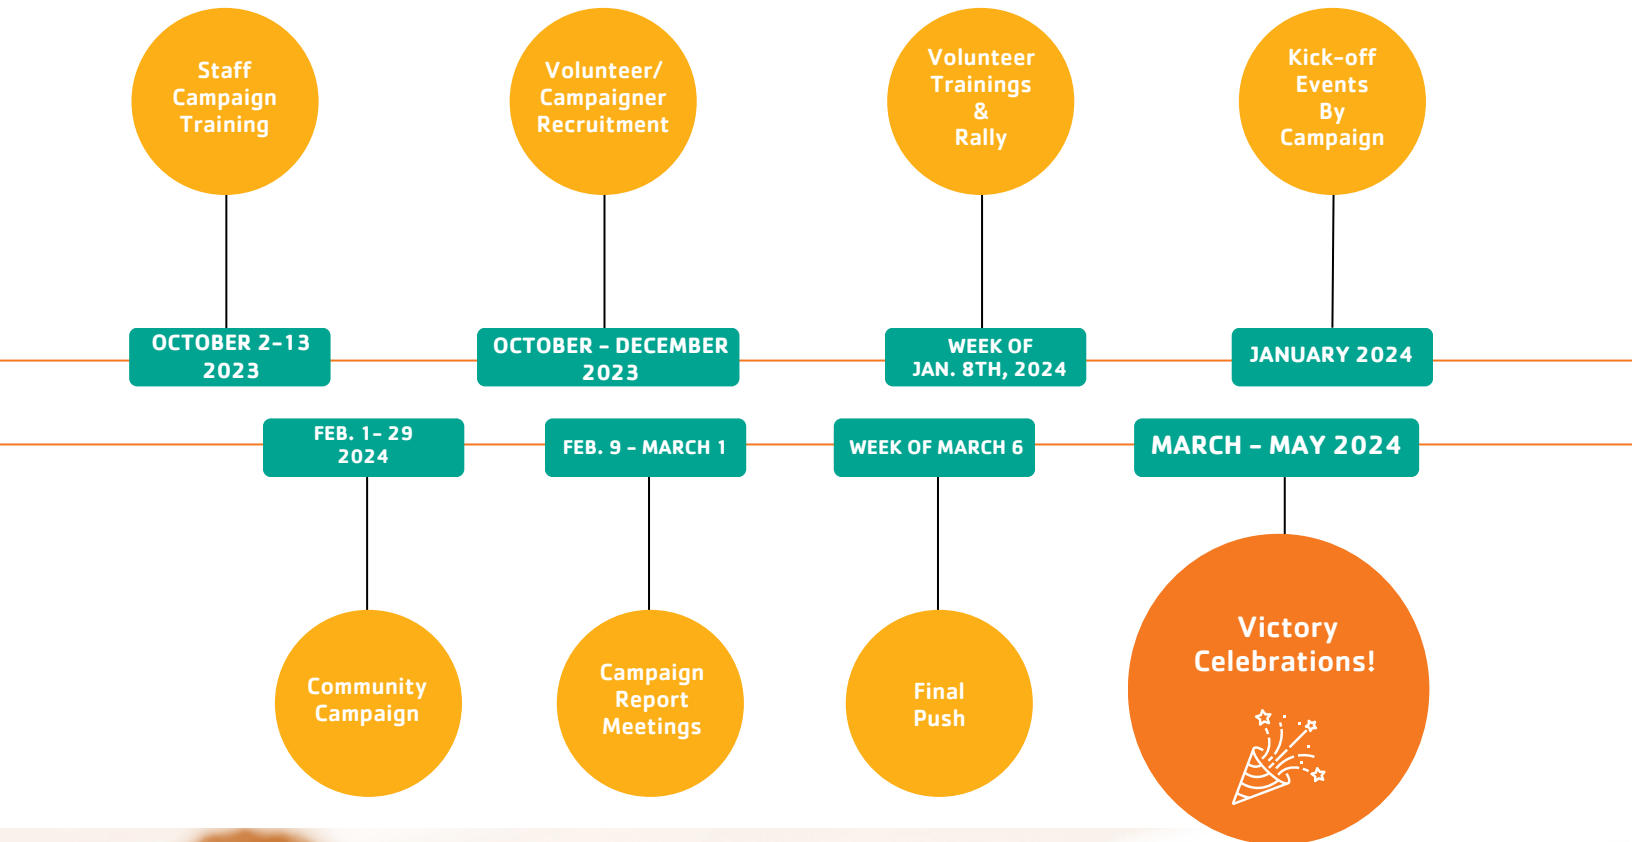 Staff
Campaign
Training
Volunteer/
Campaigner
Recruitment
Volunteer
Trainings
&
Rally
Kick-off
Events
By
Campaign
OCTOBER 2-13
2023
OCTOBER - DECEMBER
2023
WEEK OF
JAN. 8TH, 2024
JANUARY 2024
FEB. 1- 29
2024
FEB. 9 - MARCH 1
WEEK OF MARCH 6
MARCH - MAY 2024
Community
Campaign
Campaign
Report
Meetings
Final
Push
Victory
Celebrations!